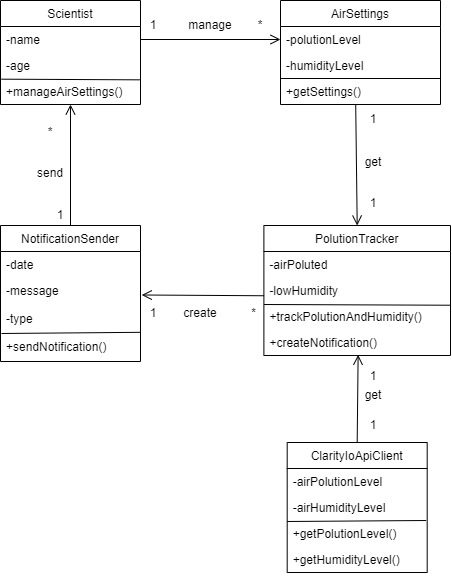 Scientist
-name
-age
+manageAirSettings()
1 manage *
AirSettings
-polutionLevel
-humidityLevel
+getSettings()
*
send
1
1
get
1
NotificationSender
-date
-message
-type
+sendNotification()
1 create *
PolutionTracker
-airPoluted
-lowHumidity
+trackPolutionAndHumidity()
+createNotification()
1
get
1
ClarityIoApiClient
-airPolutionLevel
-airHumidityLevel
+getPolutionLevel()
+getHumidityLevel()